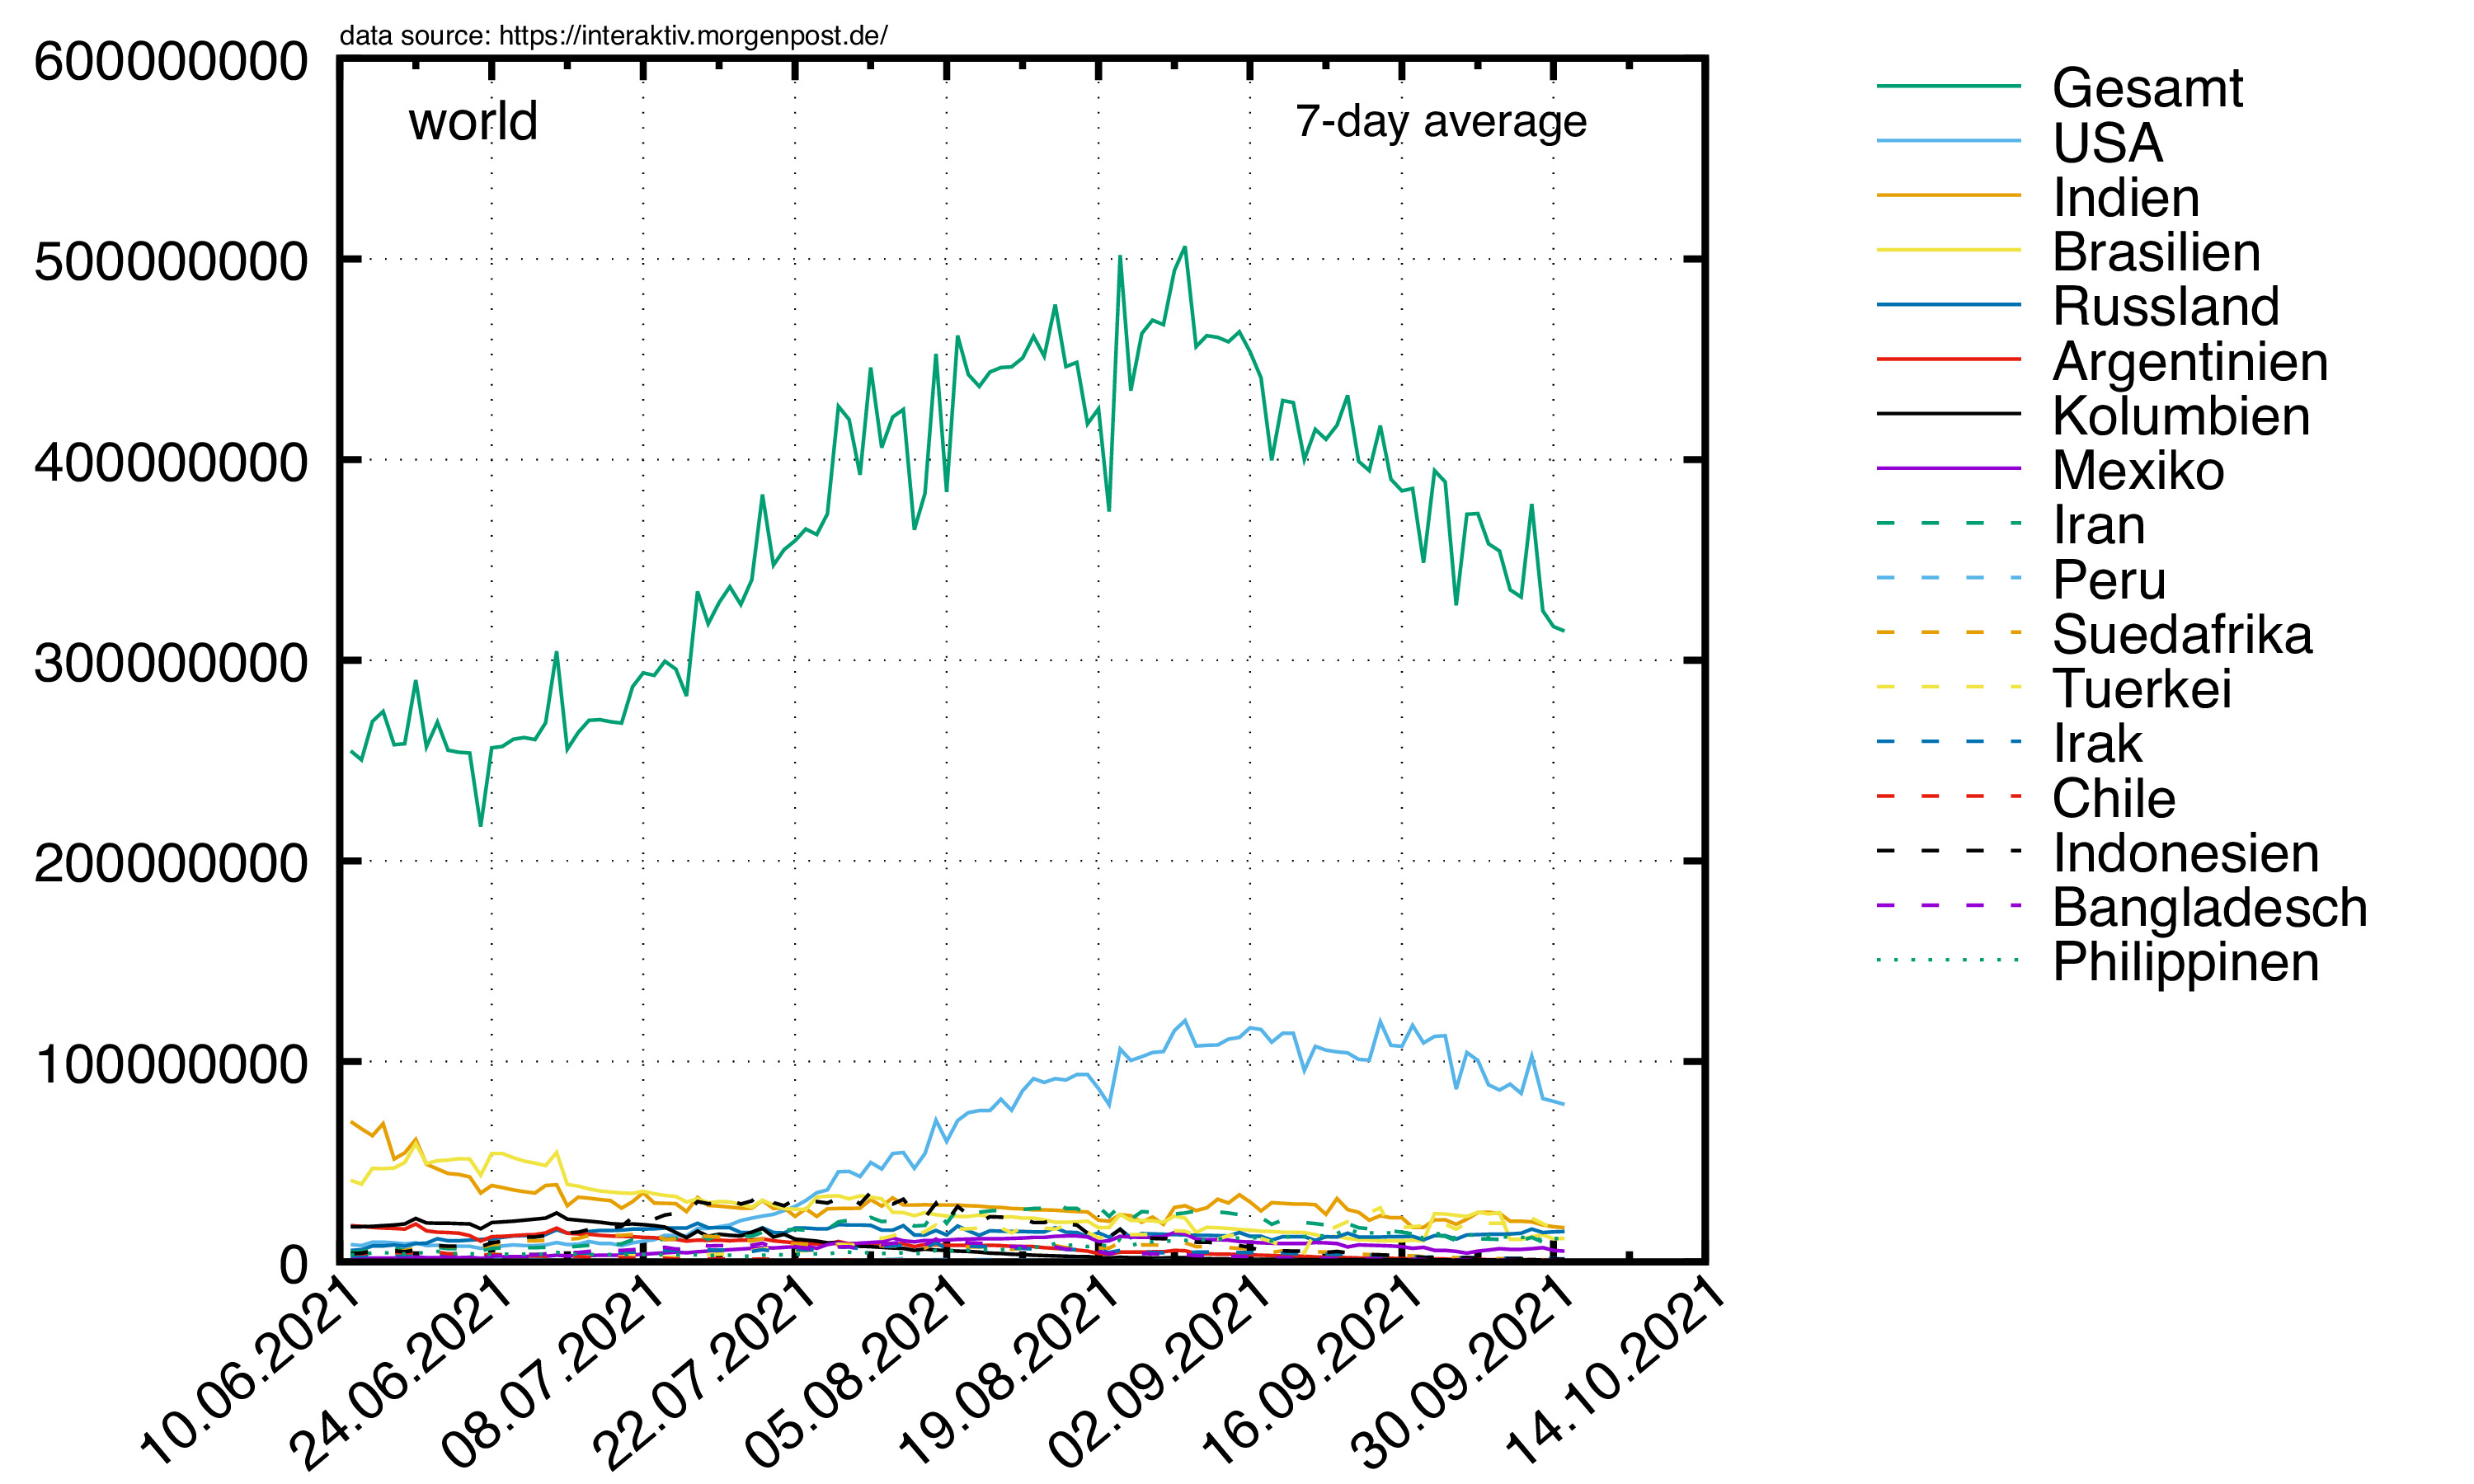 data source: https://interaktiv.morgenpost.de/
world
7-day average
600000000
500000000
400000000
300000000
200000000
100000000
0
10.06.2021
24.06.2021
08.07.2021
22.07.2021
05.08.2021
19.08.2021
02.09.2021
16.09.2021
30.09.2021
14.10.2021
Gesamt
USA
Indien
Brasilien
Russland
Argentinien
Kolumbien
Mexiko
Iran
Peru
Suedafrika
Tuerkei
Irak
Chile
Indonesien
Bangladesch
Philippinen